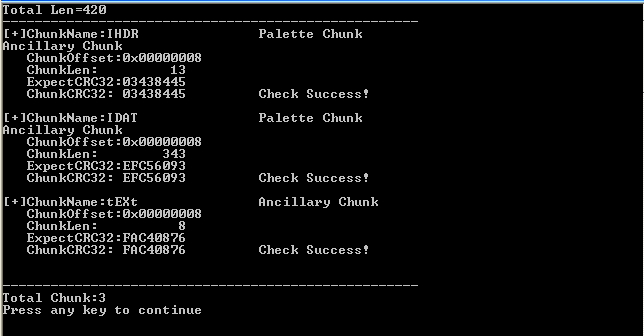 Total Len=420
----------------------------------------------------
[+]ChunkName:IHDR Palette Chunk
Ancillary Chunk
ChunkOffset:0x00000008
ChunkLen: 13
ExpectCRC32:03438445
ChunkCRC32: 03438445 Check Success!
[+]ChunkName:IDAT Palette Chunk
Ancillary Chunk
ChunkOffset:0x00000008
ChunkLen: 343
ExpectCRC32:EFC56093
ChunkCRC32: EFC56093 Check Success!
[+]ChunkName:tEXt Ancillary Chunk
ChunkOffset:0x00000008
ChunkLen: 8
ExpectCRC32:FAC40876
ChunkCRC32: FAC40876 Check Success!
----------------------------------------------------
Total Chunk:3
Press any key to continue